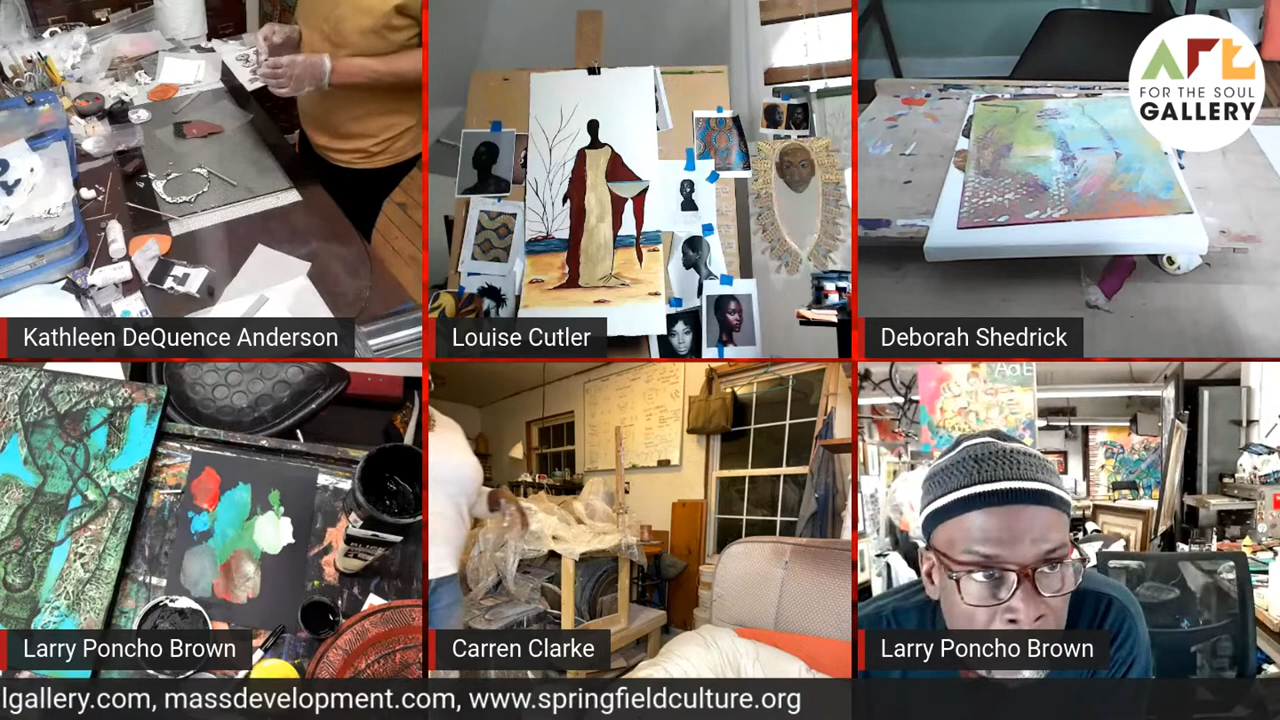 ART
FOR THE SOUL
GALLERY
Kathleen DeQuence Anderson
Louise Cutler
Deborah Shedrick
Larry Poncho Brown
Carren Clarke
Larry Poncho Brown
lgallery.com, massdevelopment.com, www.springfieldculture.org